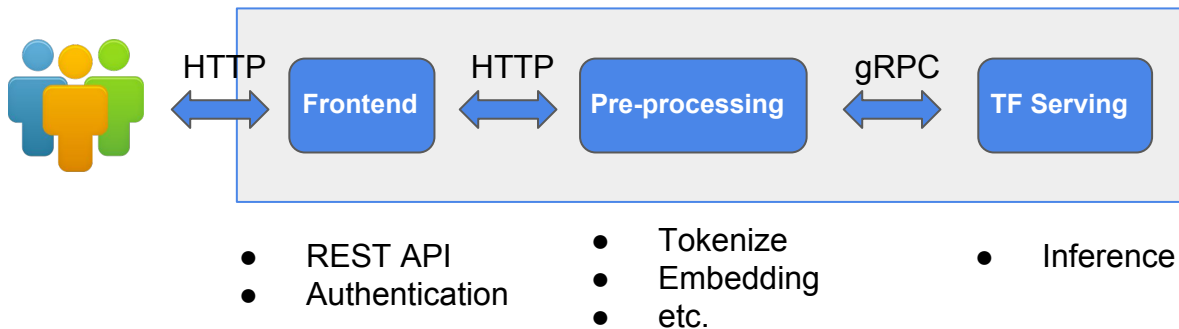 HTTP
HTTP
gRPC
Frontend
Pre-processing
TF Serving
● REST API
● Authentication
● Tokenize
● Embedding
● etc.
● Inference